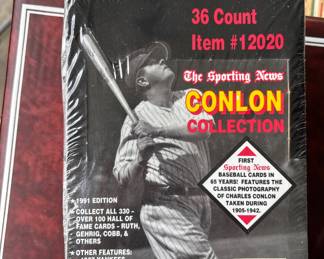 36 Count
Item #12020
The Sporting News
CONLON
COLLECTION
FIRST
Sporting News
BASEBALL CARDS IN
65 YEARS! FEATURES THE
CLASSIC PHOTOGRAPHY
OF CHARLES CONLON
TAKEN DURING
1905-1942.
★1991 EDITION
★COLLECT ALL 330 -
OVER 100 HALL OF
FAME CARDS - RUTH,
GEHRIG, COBB, &
OTHERS
★OTHER FEATURES:
1927 YANKEES